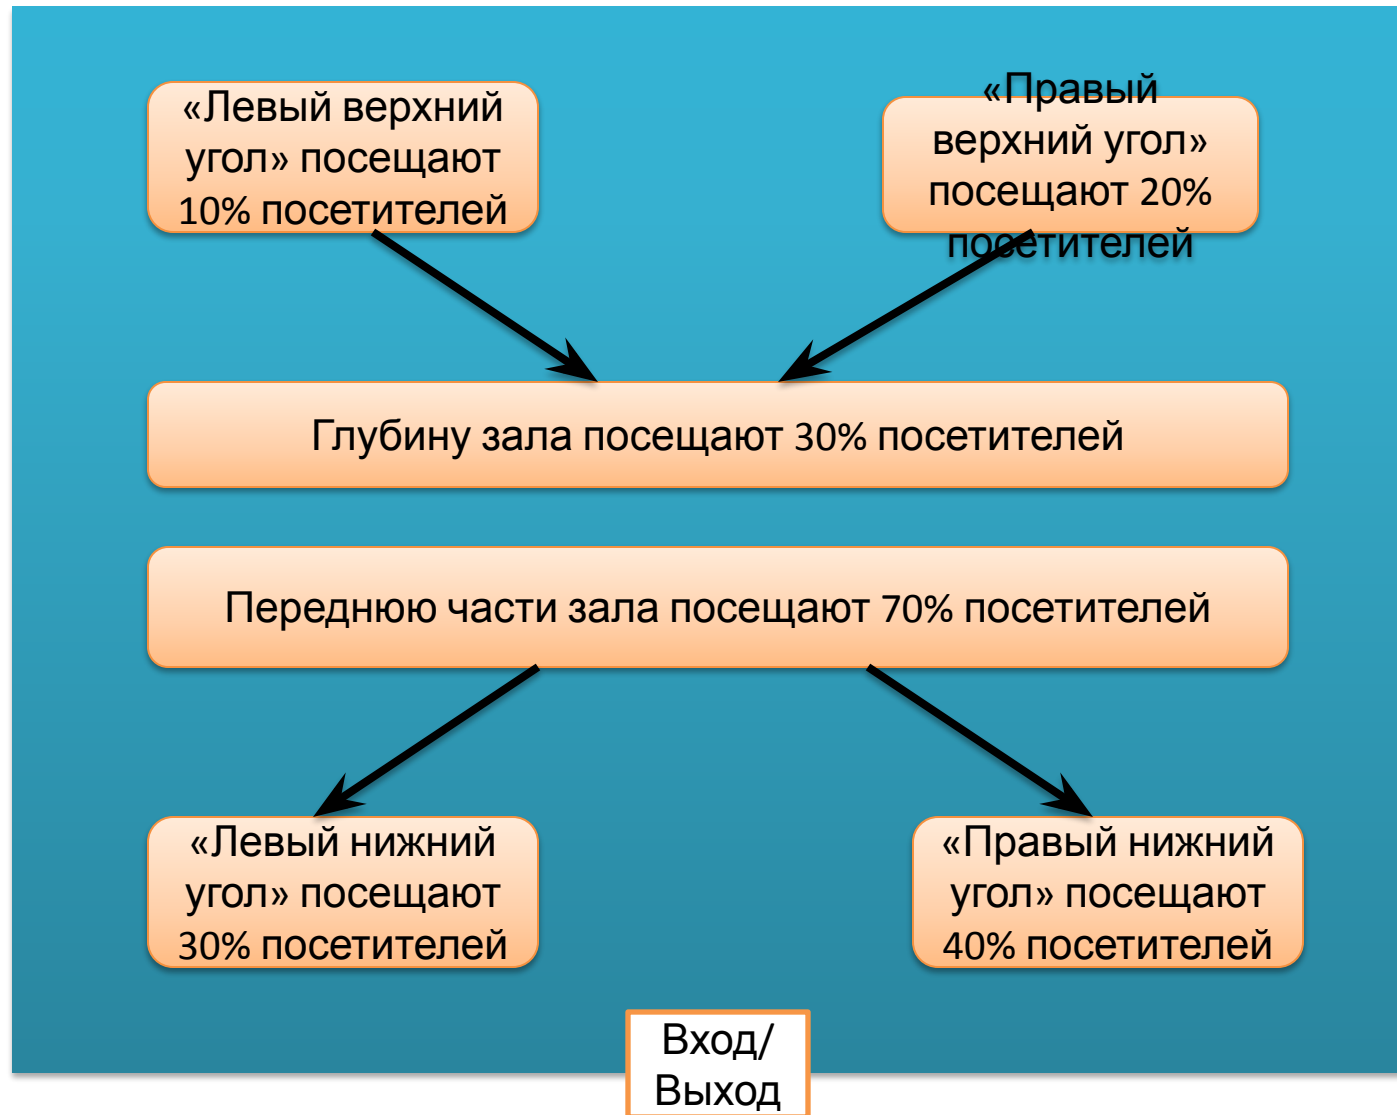 «Левый верхний
угол» посещают
10% посетителей
«Правый
верхний угол»
посещают 20%
посетителей
Глубину зала посещают 30% посетителей
Переднюю части зала посещают 70% посетителей
«Левый нижний
угол» посещают
30% посетителей
«Правый нижний
угол» посещают
40% посетителей
Вход/
Выход